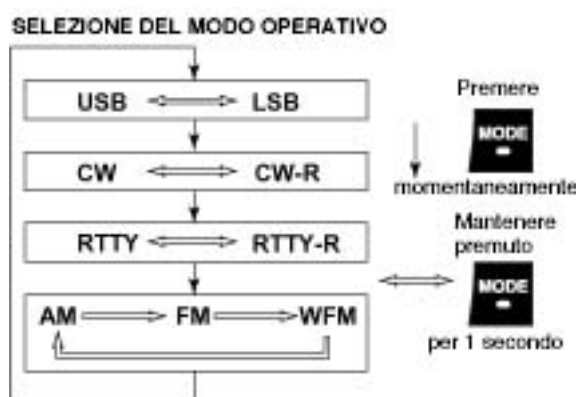 SELEZIONE DEL MODO OPERATIVO
USB LSB
CW CW-R
RTTY RTTY-R
AM FM WFM
Premere
MODE
momentaneamente
Mantenere
premuto
MODE
per 1 secondo